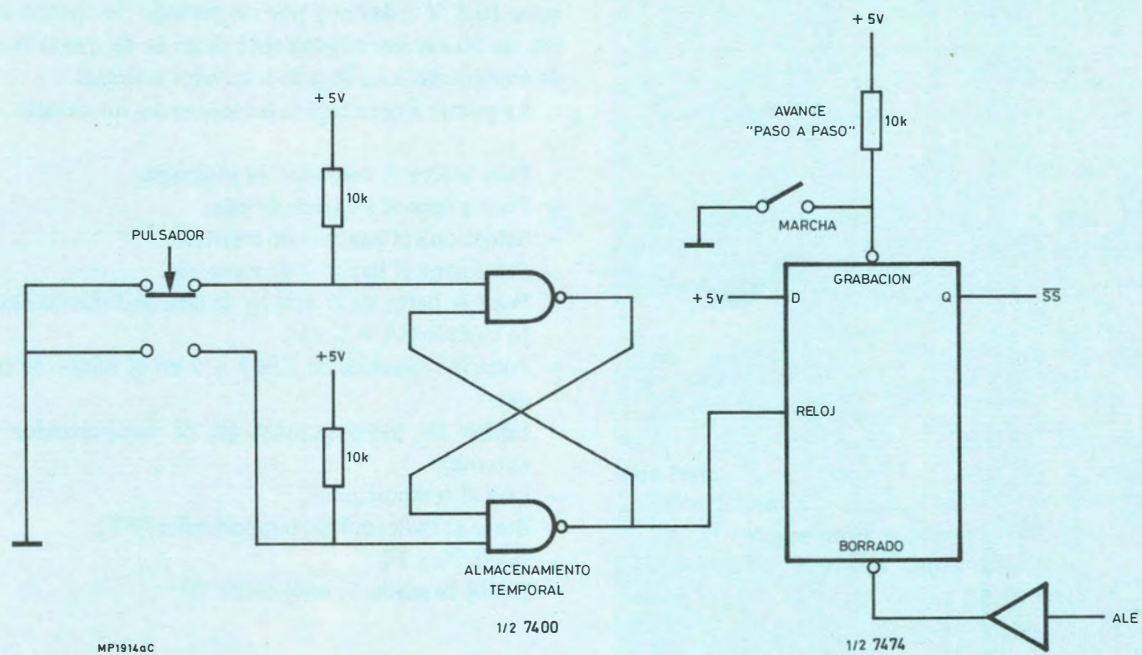 +5V
AVANCE
"PASO A PASO"
10k
+5V
10k
MARCHA
PULSADOR
GRABACION
+5V
D
Q
S̅S̅
+5V
RELOJ
10k
BORRADO
ALMACENAMIENTO
TEMPORAL
ALE
1/2 7400
1/2 7474
MP1914aC